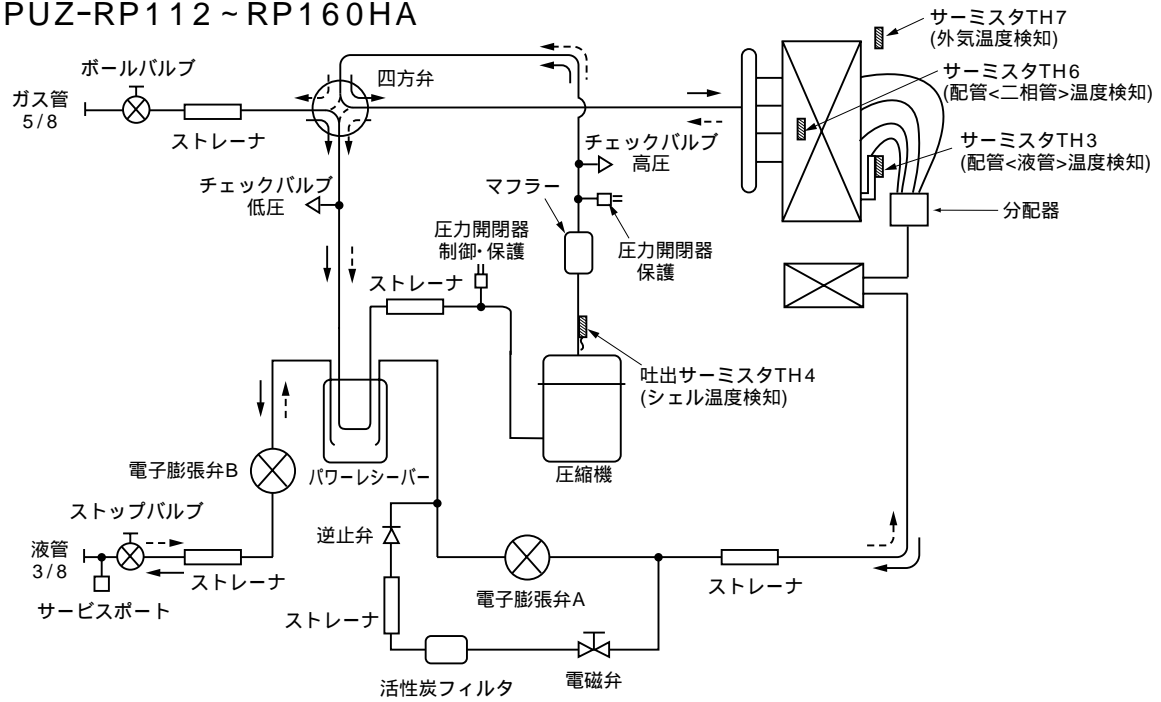 PUZ-RP112~RP160HA
サーミスタTH7
(外気温度検知)
ボールバルブ
四方弁
サーミスタTH6
(配管<二相管>温度検知)
ガス管
5/8
ストレーナ
チェックバルブ
高圧
サーミスタTH3
(配管<液管>温度検知)
チェックバルブ
低圧
マフラー
分配器
圧力開閉器
制御・保護
圧力開閉器
保護
ストレーナ
吐出サーミスタTH4
(シェル温度検知)
電子膨張弁B
パワーレシーバー
圧縮機
ストップバルブ
逆止弁
液管
3/8
ストレーナ
ストレーナ
電子膨張弁A
サービスポート
ストレーナ
活性炭フィルタ
電磁弁